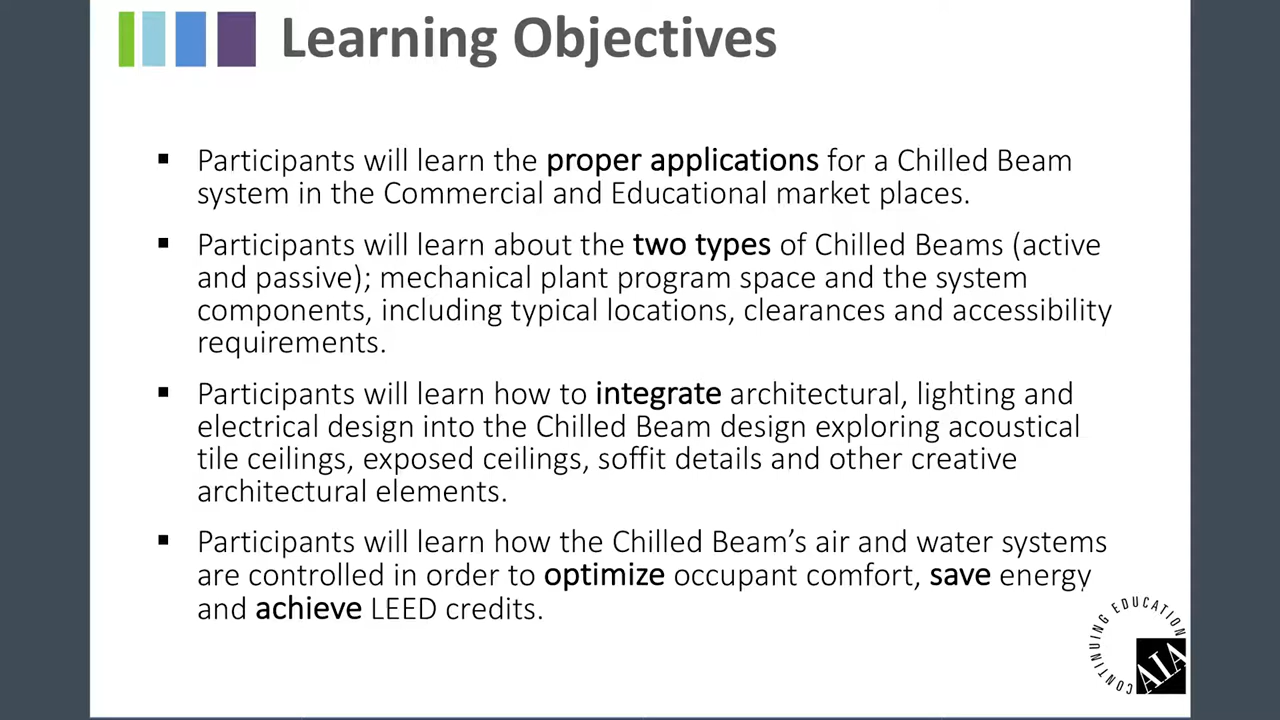 Learning Objectives
▪ Participants will learn the proper applications for a Chilled Beam
system in the Commercial and Educational market places.
▪ Participants will learn about the two types of Chilled Beams (active
and passive); mechanical plant program space and the system
components, including typical locations, clearances and accessibility
requirements.
▪ Participants will learn how to integrate architectural, lighting and
electrical design into the Chilled Beam design exploring acoustical
tile ceilings, exposed ceilings, soffit details and other creative
architectural elements.
▪ Participants will learn how the Chilled Beam’s air and water systems
are controlled in order to optimize occupant comfort, save energy
and achieve LEED credits.
CONTINUING EDUCATION
AIA